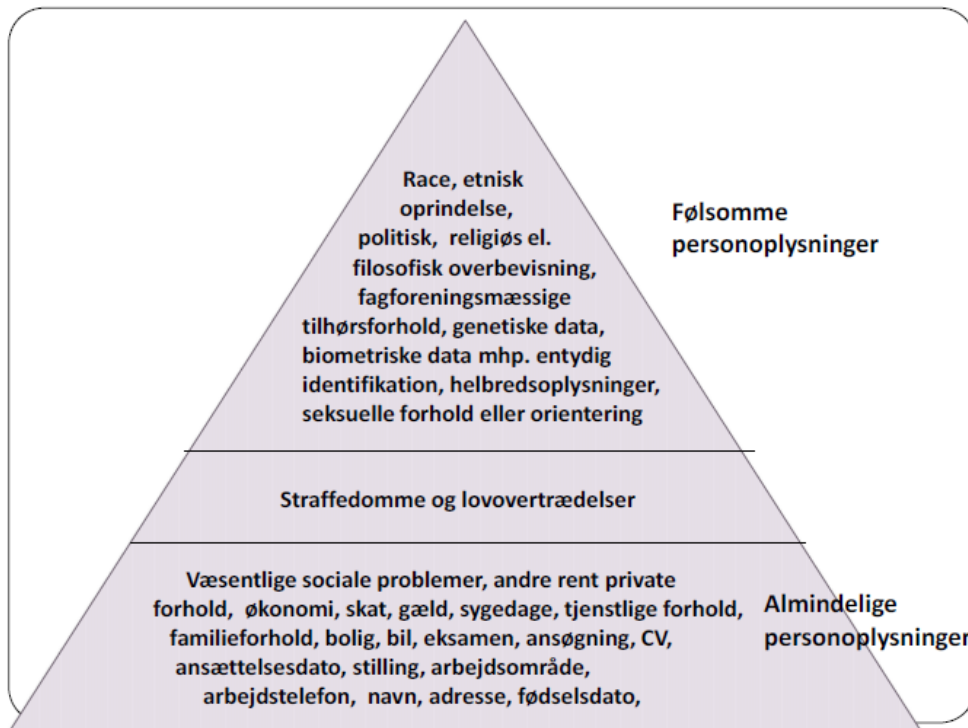 Race, etnisk
oprindelse,
politisk, religiøs el.
filosofisk overbevisning,
fagforeningsmæssige
tilhørsforhold, genetiske data,
biometriske data mhp. entydig
identifikation, helbredsoplysninger,
seksuelle forhold eller orientering
Følsomme
personoplysninger
Straffedomme og lovovertrædelser
Væsentlige sociale problemer, andre rent private
forhold, økonomi, skat, gæld, sygedage, tjenstlige forhold,
familieforhold, bolig, bil, eksamen, ansøgning, CV,
ansættelsesdato, stilling, arbejdsområde,
arbejdstelefon, navn, adresse, fødselsdato,
Almindelige
personoplysninger